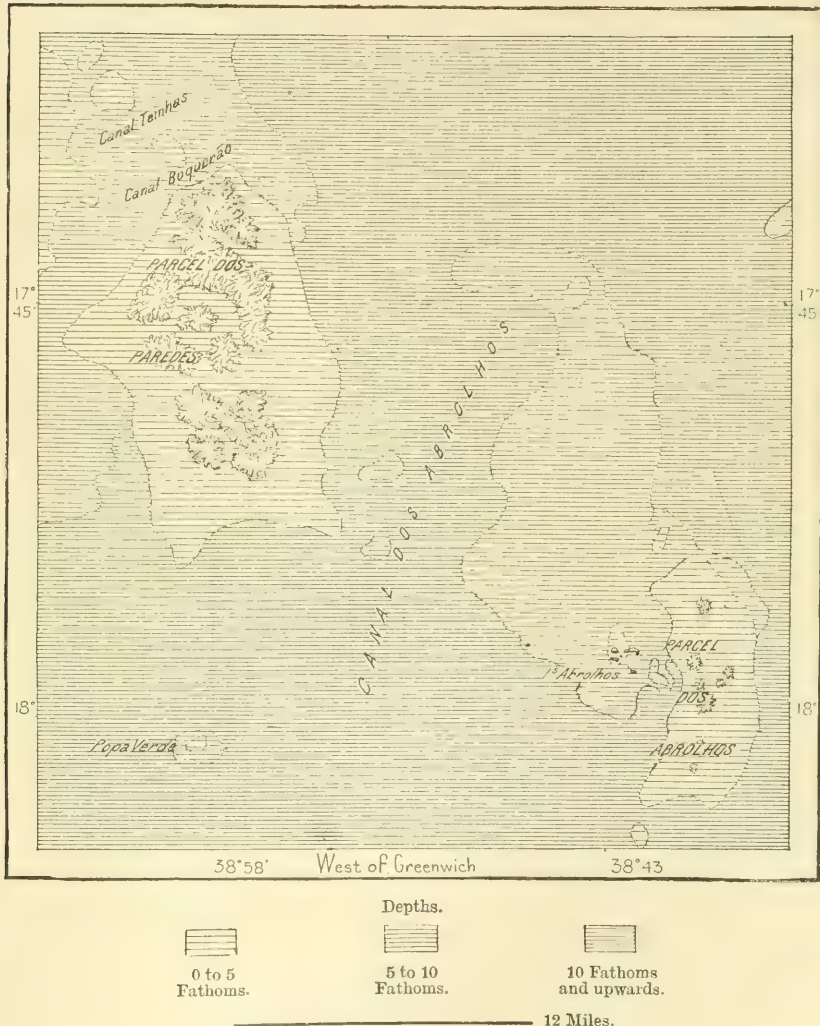 Canal Teinhas
Canal Boquerão
PARCEL DOS
PAREDES
17°
45'
17°
45'
CANAL DOS ABROLHOS
PARCEL
Is Abrolhos
DOS
ABROLHOS
18°
18°
Popa Verde
38°58'
West of Greenwich
38°43
Depths.
0 to 5
Fathoms.
5 to 10
Fathoms.
10 Fathoms
and upwards.
12 Miles.